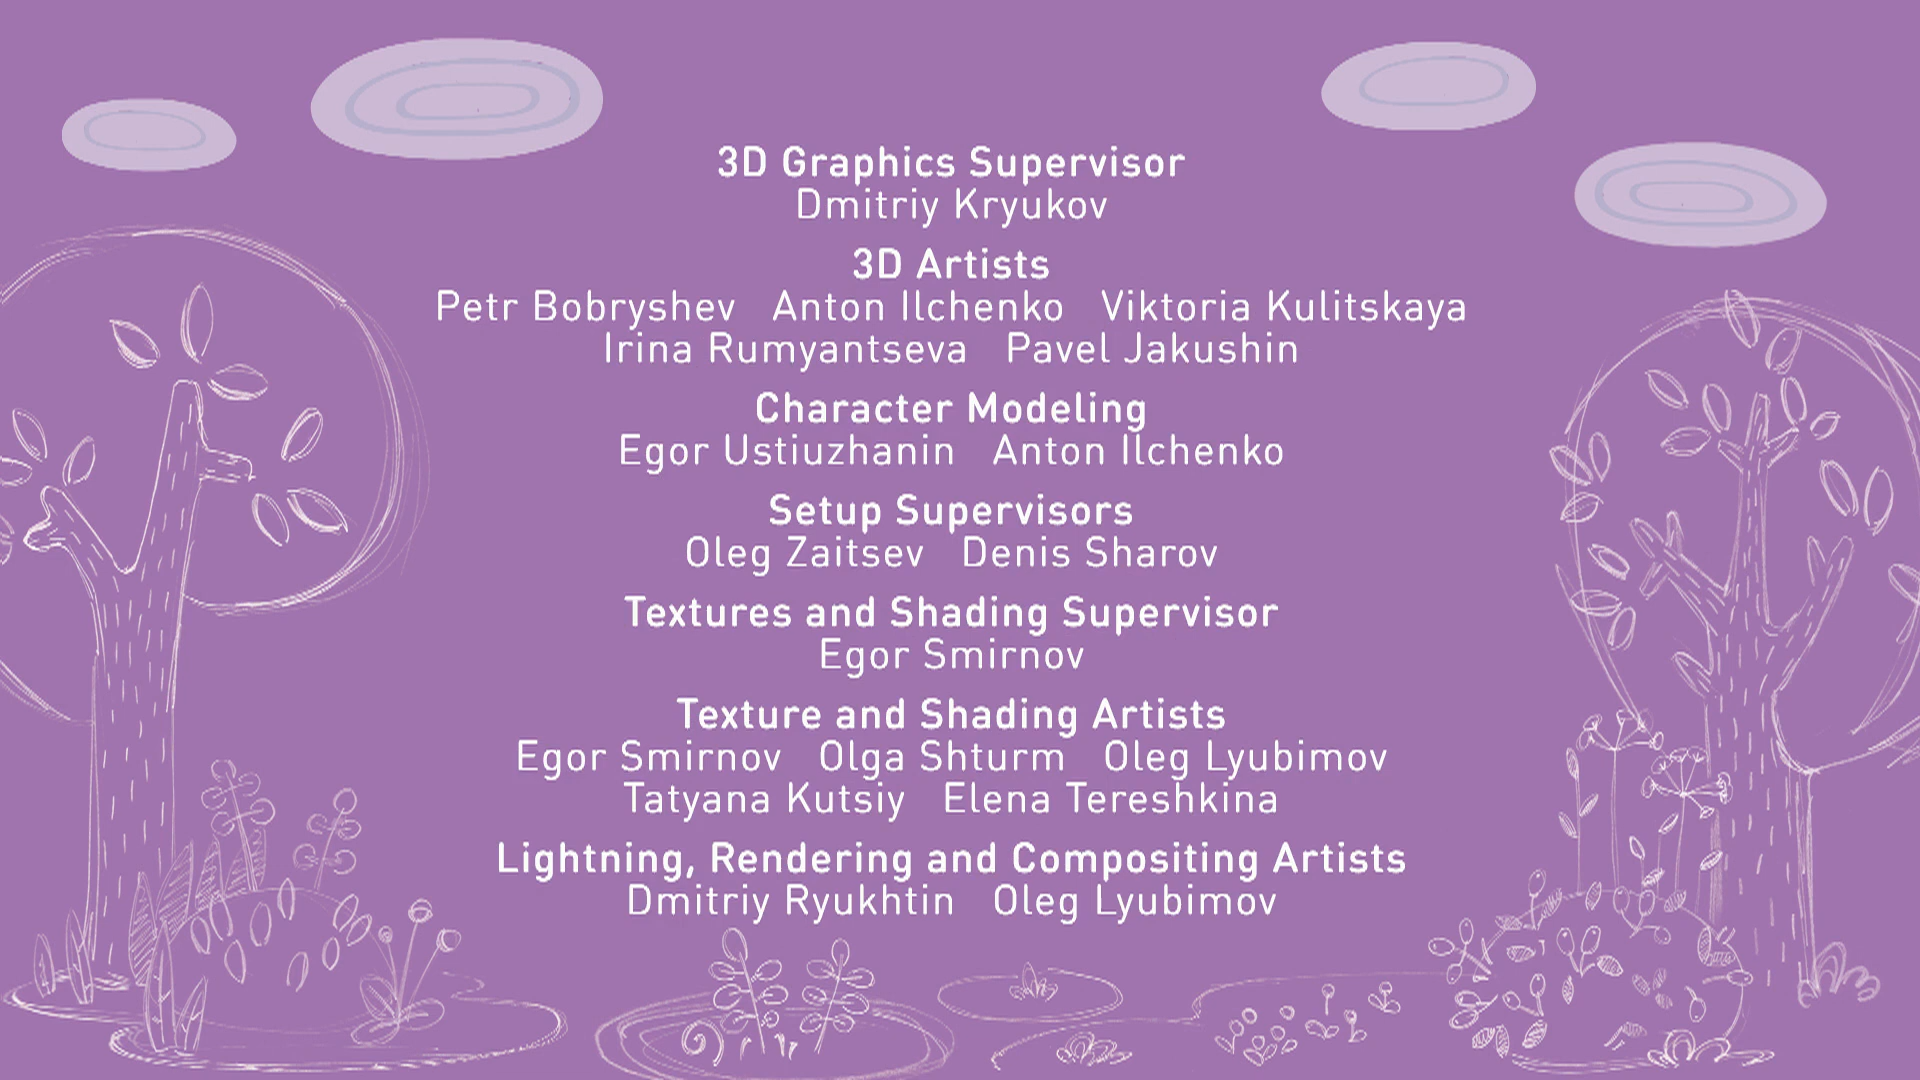 3D Graphics Supervisor
Dmitriy Kryukov
3D Artists
Petr Bobryshev Anton Ilchenko Viktoria Kulitskaya
Irina Rumyantseva Pavel Jakushin
Character Modeling
Egor Ustiuzhanin Anton Ilchenko
Setup Supervisors
Oleg Zaitsev Denis Sharov
Textures and Shading Supervisor
Egor Smirnov
Texture and Shading Artists
Egor Smirnov Olga Shturm Oleg Lyubimov
Tatyana Kutsiy Elena Tereshkina
Lightning, Rendering and Compositing Artists
Dmitriy Ryukhtin Oleg Lyubimov